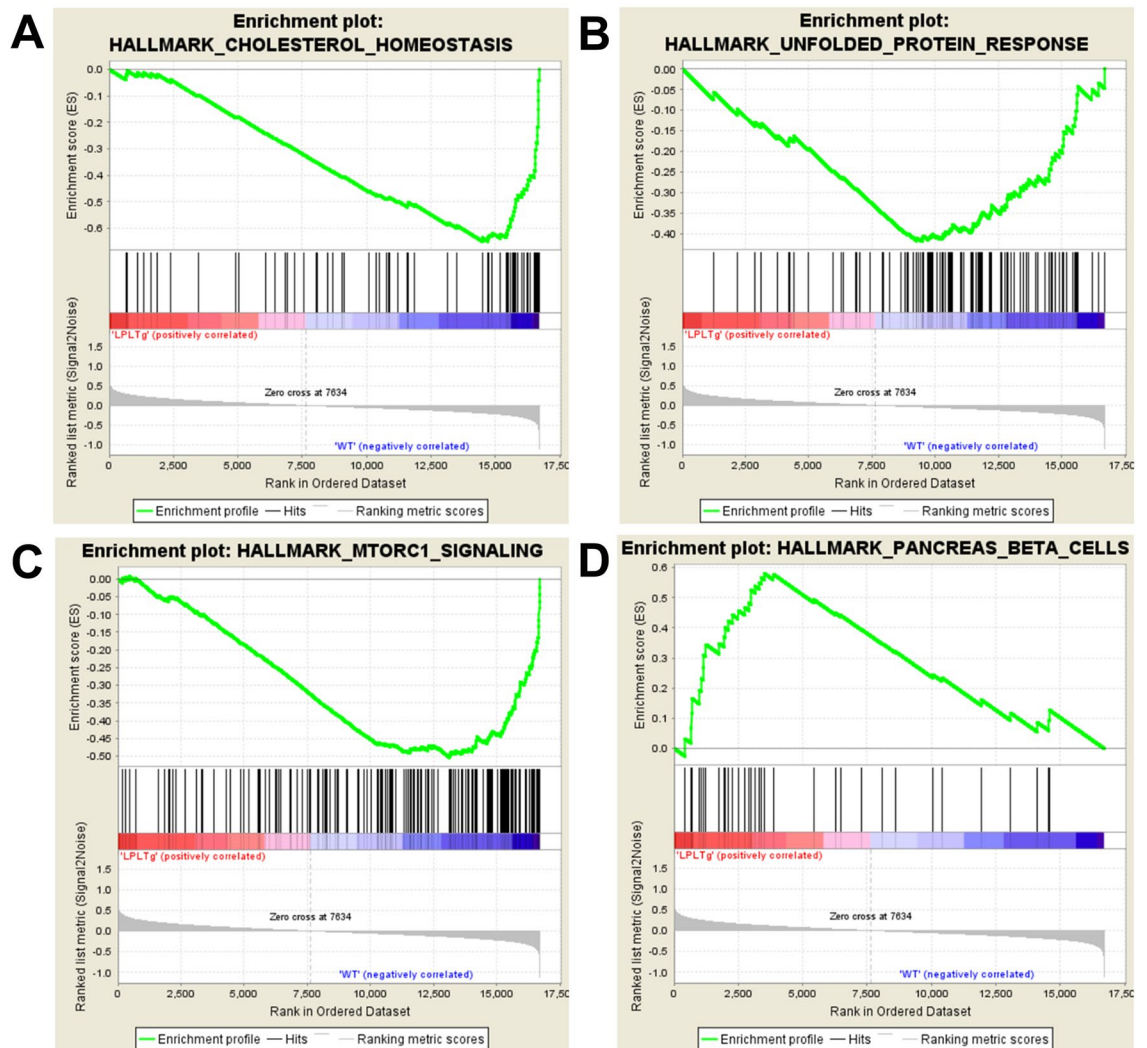 A
Enrichment plot:
HALLMARK_CHOLESTEROL_HOMEOSTASIS
Enrichment score (ES)
0.0
-0.1
-0.2
-0.3
-0.4
-0.5
-0.6
'LPLTg' (positively correlated)
Ranked list metric (Signal2Noise)
1.5
1.0
0.5
0.0
-0.5
-1.0
Zero cross at 7634
'WT' (negatively correlated)
0 2,500 5,000 7,500 10,000 12,500 15,000 17,50
Rank in Ordered Dataset
Enrichment profile Hits Ranking metric scores
B
Enrichment plot:
HALLMARK_UNFOLDED_PROTEIN_RESPONSE
Enrichment score (ES)
0.00
-0.05
-0.10
-0.15
-0.20
-0.25
-0.30
-0.35
-0.40
'LPLTg' (positively correlated)
Ranked list metric (Signal2Noise)
1.5
1.0
0.5
0.0
-0.5
-1.0
Zero cross at 7634
'WT' (negatively correlated)
0 2,500 5,000 7,500 10,000 12,500 15,000 17,5
Rank in Ordered Dataset
Enrichment profile Hits Ranking metric scores
C
Enrichment plot: HALLMARK_MTORC1_SIGNALING
Enrichment score (ES)
0.00
-0.05
-0.10
-0.15
-0.20
-0.25
-0.30
-0.35
-0.40
-0.45
-0.50
'LPLTg' (positively correlated)
Ranked list metric (Signal2Noise)
1.5
1.0
0.5
0.0
-0.5
-1.0
Zero cross at 7634
'WT' (negatively correlated)
0 2,500 5,000 7,500 10,000 12,500 15,000 17,50
Rank in Ordered Dataset
Enrichment profile Hits Ranking metric scores
D
Enrichment plot: HALLMARK_PANCREAS_BETA_CELLS
Enrichment score (ES)
0.6
0.5
0.4
0.3
0.2
0.1
0.0
'LPLTg' (positively correlated)
Ranked list metric (Signal2Noise)
1.5
1.0
0.5
0.0
-0.5
-1.0
Zero cross at 7634
'WT' (negatively correlated)
0 2,500 5,000 7,500 10,000 12,500 15,000 17,50
Rank in Ordered Dataset
Enrichment profile Hits Ranking metric scores